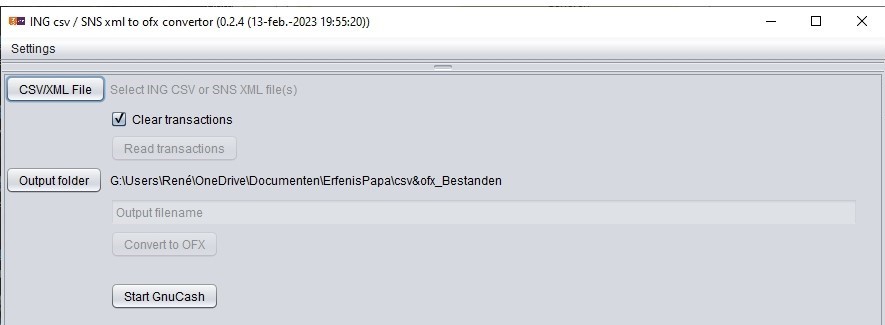 ING csv / SNS xml to ofx convertor (0.2.4 (13-feb.-2023 19:55:20))
Settings
CSV/XML File Select ING CSV or SNS XML file(s)
Clear transactions
Read transactions
Output folder G:\Users\René\OneDrive\Documenten\ErfenisPapa\csv&ofx_Bestanden
Output filename
Convert to OFX
Start GnuCash